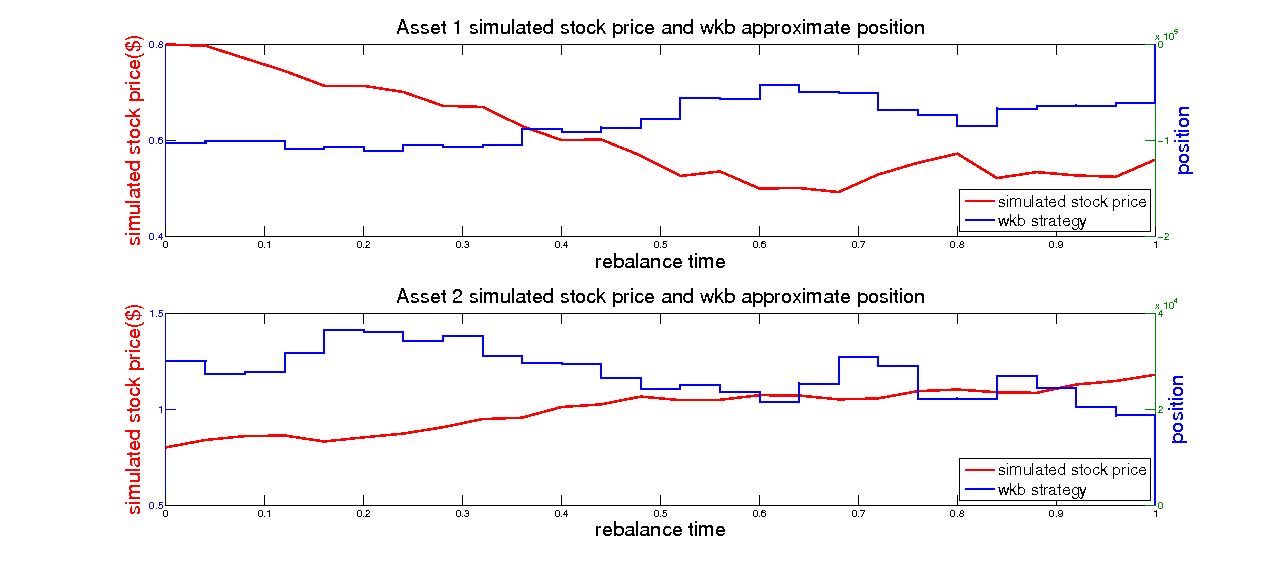 Asset 1 simulated stock price and wkb approximate position
x 10^5
simulated stock price($)
0.8
0.6
0.4
0
-1
-2
position
simulated stock price
wkb strategy
0 0.1 0.2 0.3 0.4 0.5 0.6 0.7 0.8 0.9 1
rebalance time
Asset 2 simulated stock price and wkb approximate position
x 10^4
simulated stock price($)
1.5
1
0.5
4
2
0
position
simulated stock price
wkb strategy
0 0.1 0.2 0.3 0.4 0.5 0.6 0.7 0.8 0.9 1
rebalance time